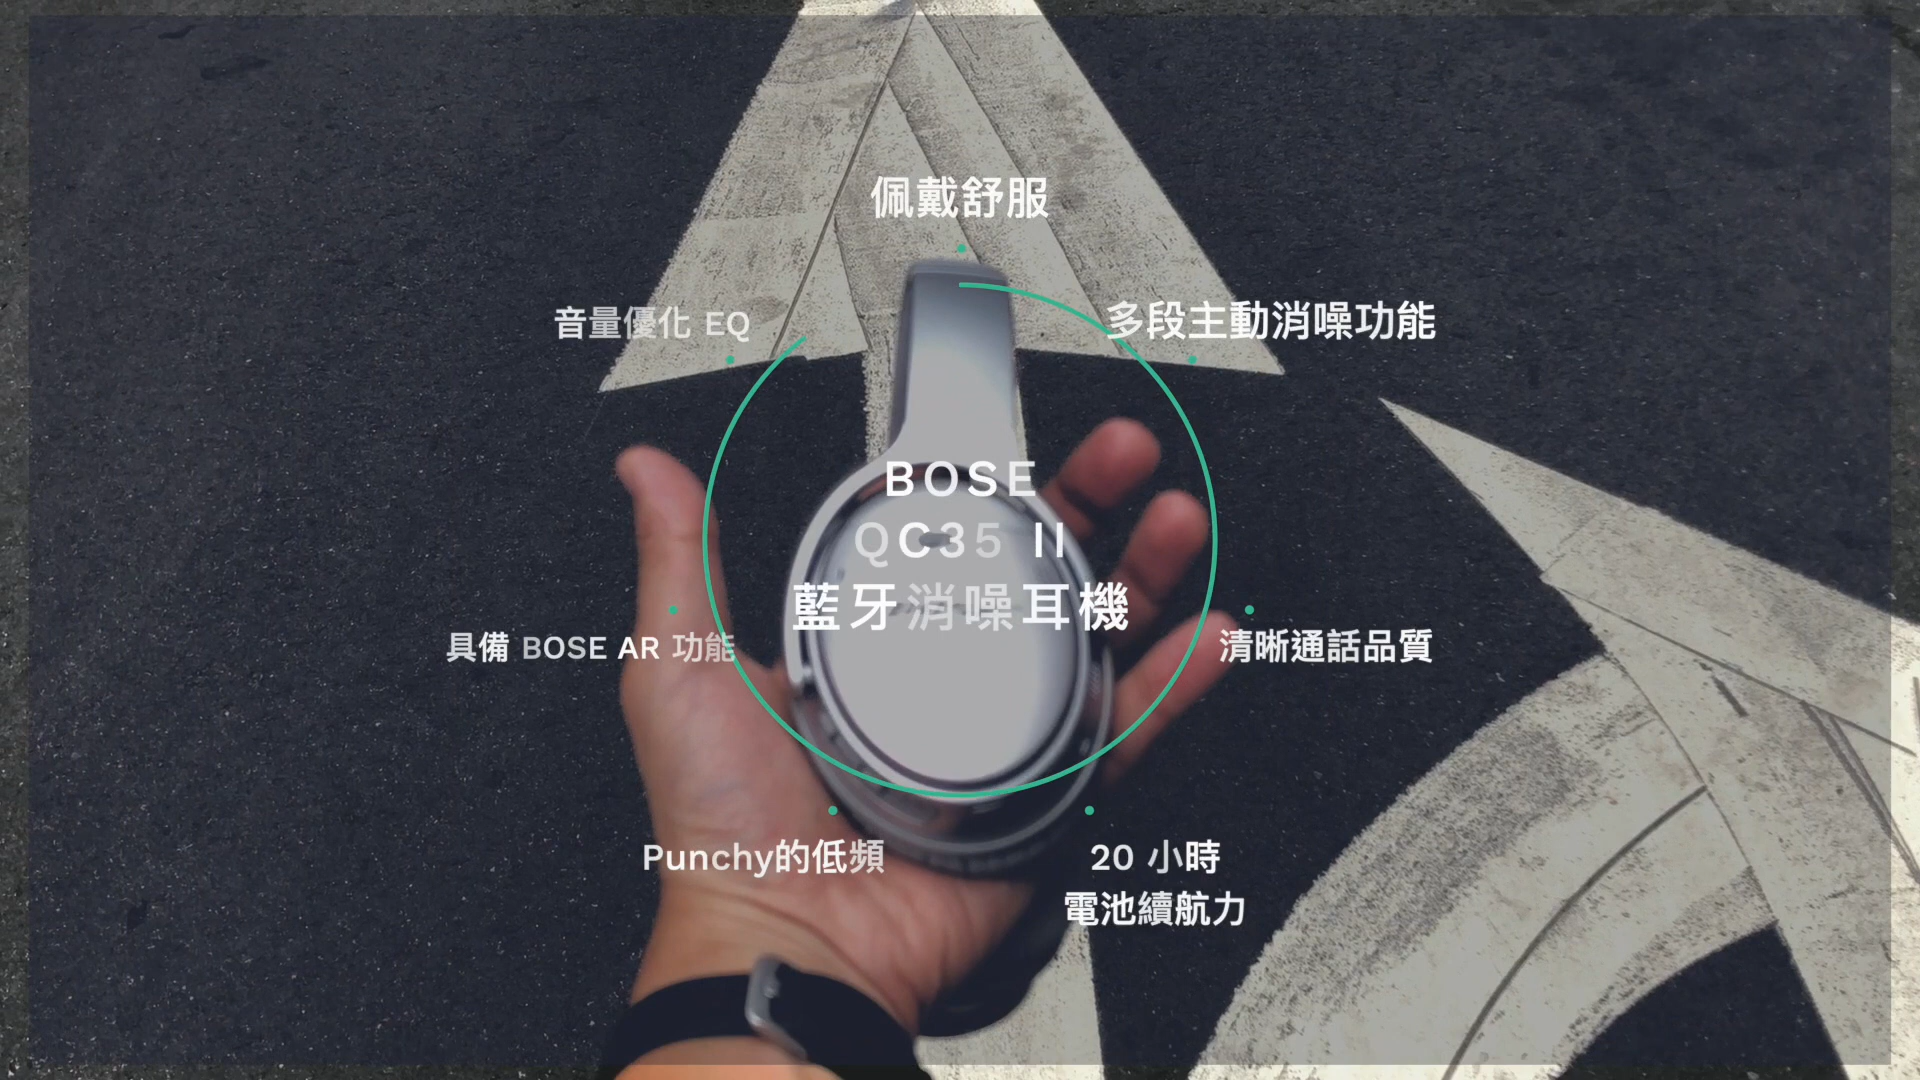 佩戴舒服
音量優化 EQ
多段主動消噪功能
BOSE
QC35 II
藍牙消噪耳機
具備 BOSE AR 功能
清晰通話品質
Punchy的低頻
20 小時
電池續航力